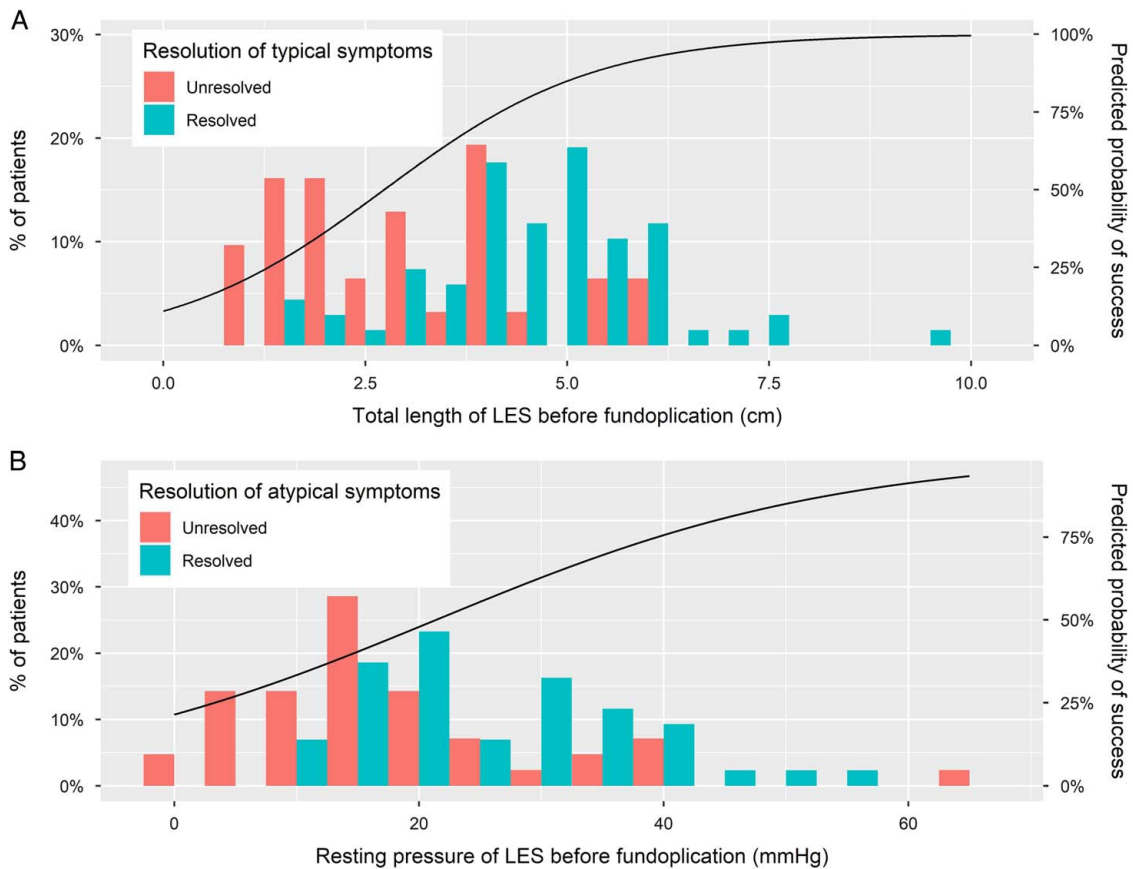 A
Resolution of typical symptoms
Unresolved
Resolved
% of patients
30%
20%
10%
0%
100%
75%
50%
25%
0%
Predicted probability of success
0.0 2.5 5.0 7.5 10.0
Total length of LES before fundoplication (cm)
B
Resolution of atypical symptoms
Unresolved
Resolved
% of patients
40%
30%
20%
10%
0%
75%
50%
25%
0%
Predicted probability of success
0 20 40 60
Resting pressure of LES before fundoplication (mmHg)